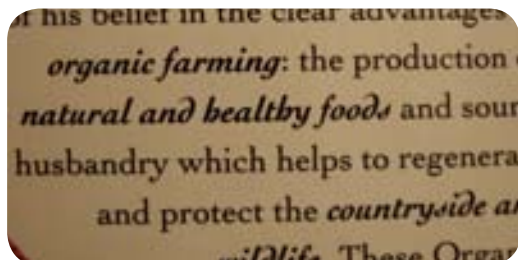 his belief in the clear advantages
organic farming: the production
natural and healthy foods and
husbandry which helps to
and protect the countryside
wildlife. These